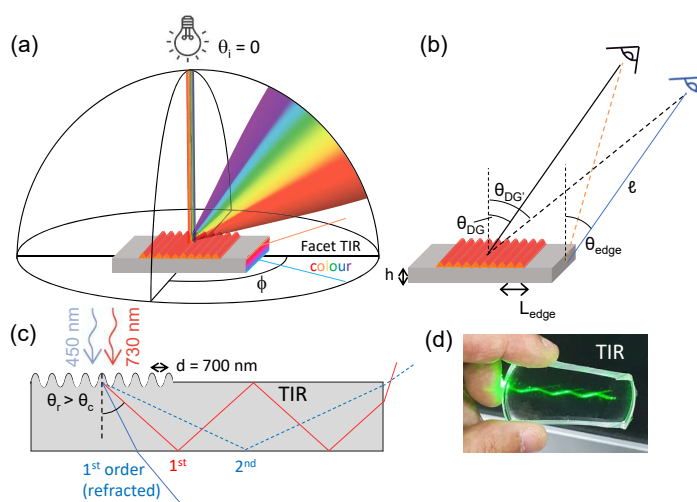 (a)
θi = 0
Facet TIR
colour
ϕ
(b)
θDG'
θDG
ℓ
θedge
h
Ledge
(c)
450 nm
730 nm
d = 700 nm
θr > θc
TIR
1st order
(refracted)
1st
2nd
(d)
TIR